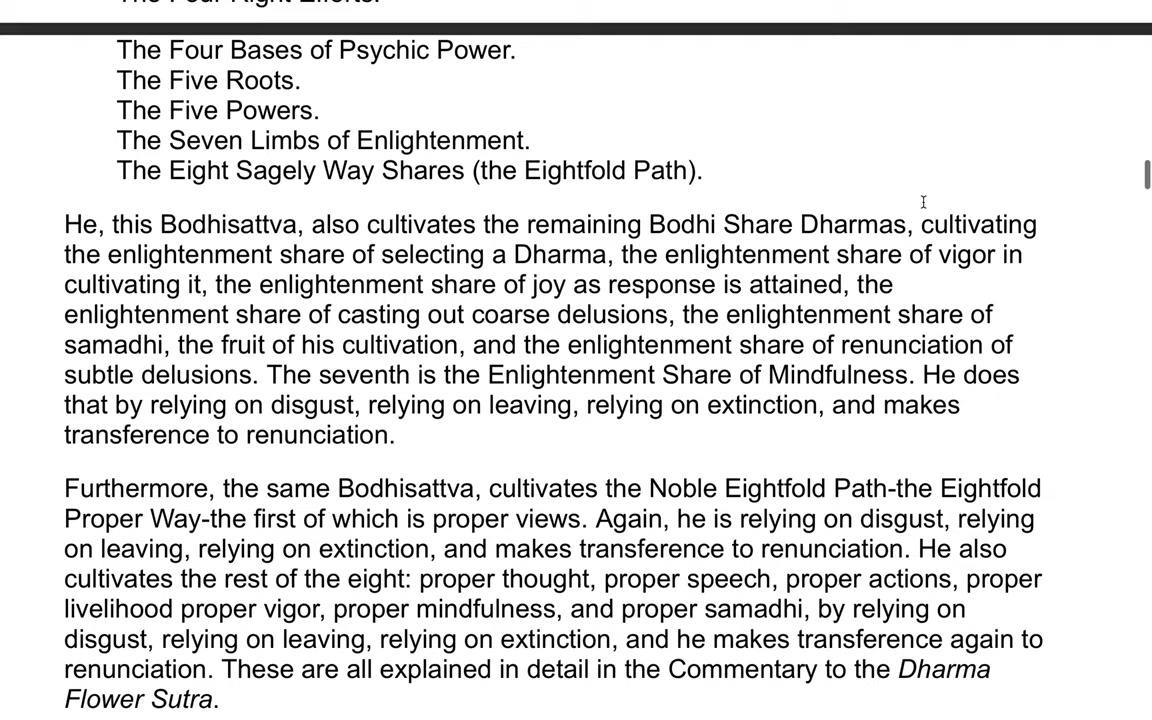 The Four Right Efforts.
The Four Bases of Psychic Power.
The Five Roots.
The Five Powers.
The Seven Limbs of Enlightenment.
The Eight Sagely Way Shares (the Eightfold Path).
He, this Bodhisattva, also cultivates the remaining Bodhi Share Dharmas, cultivating
the enlightenment share of selecting a Dharma, the enlightenment share of vigor in
cultivating it, the enlightenment share of joy as response is attained, the
enlightenment share of casting out coarse delusions, the enlightenment share of
samadhi, the fruit of his cultivation, and the enlightenment share of renunciation of
subtle delusions. The seventh is the Enlightenment Share of Mindfulness. He does
that by relying on disgust, relying on leaving, relying on extinction, and makes
transference to renunciation.
Furthermore, the same Bodhisattva, cultivates the Noble Eightfold Path-the Eightfold
Proper Way-the first of which is proper views. Again, he is relying on disgust, relying
on leaving, relying on extinction, and makes transference to renunciation. He also
cultivates the rest of the eight: proper thought, proper speech, proper actions, proper
livelihood proper vigor, proper mindfulness, and proper samadhi, by relying on
disgust, relying on leaving, relying on extinction, and he makes transference again to
renunciation. These are all explained in detail in the Commentary to the Dharma
Flower Sutra.